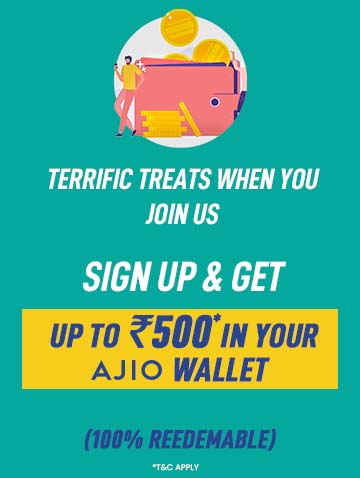 TERRIFIC TREATS WHEN YOU
JOIN US
SIGN UP & GET
UP TO ₹500* IN YOUR
AJIO WALLET
(100% REEDEMABLE)
*T&C APPLY